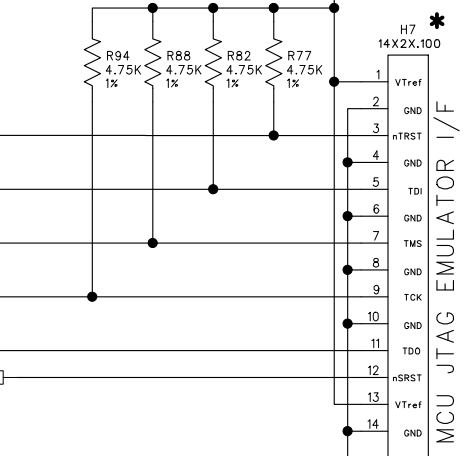 H7 *
14X2X.100
R94
4.75K
1%
R88
4.75K
1%
R82
4.75K
1%
R77
4.75K
1%
1 VTref
2 GND
3 nTRST
4 GND
5 TDI
6 GND
7 TMS
8 GND
9 TCK
10 GND
11 TDO
12 nSRST
13 VTref
14 GND
MCU JTAG EMULATOR I/F